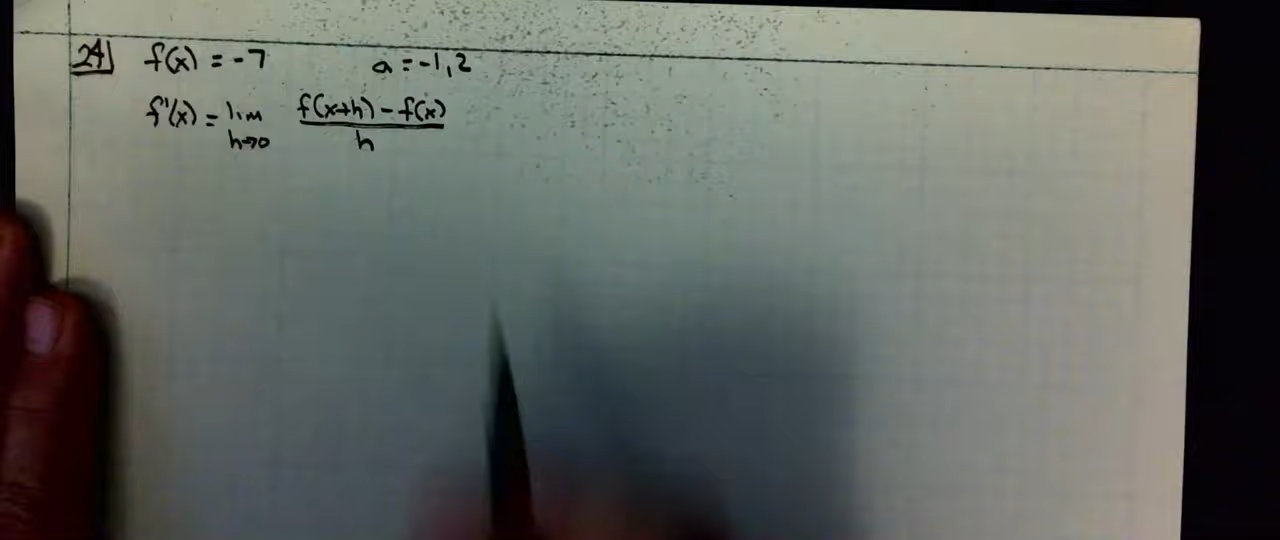 24| f(x) = -7 a = -1, 2
f'(x) = lim h→0 f(x+h) - f(x) / h